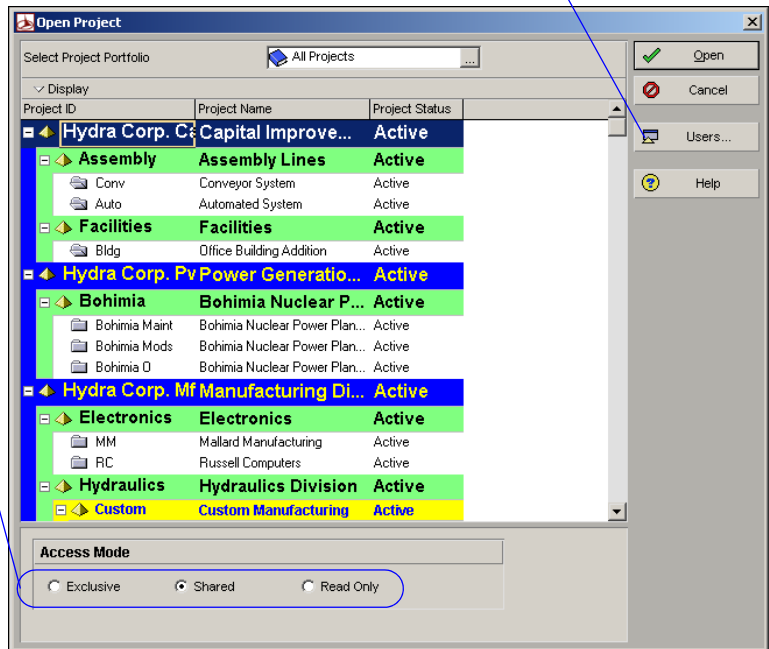 Open Project
Select Project Portfolio All Projects ...
Display
Project ID Project Name Project Status
Hydra Corp. Ca Capital Improve... Active
Assembly Assembly Lines Active
Conv Conveyor System Active
Auto Automated System Active
Facilities Facilities Active
Bldg Office Building Addition Active
Hydra Corp. Pw Power Generatio... Active
Bohimia Bohimia Nuclear P... Active
Bohimia Maint Bohimia Nuclear Power Plan... Active
Bohimia Mods Bohimia Nuclear Power Plan... Active
Bohimia O Bohimia Nuclear Power Plan... Active
Hydra Corp. Mf Manufacturing Di... Active
Electronics Electronics Active
MM Mallard Manufacturing Active
RC Russell Computers Active
Hydraulics Hydraulics Division Active
Custom Custom Manufacturing Active
Access Mode
Exclusive Shared Read Only
Open
Cancel
Users...
Help